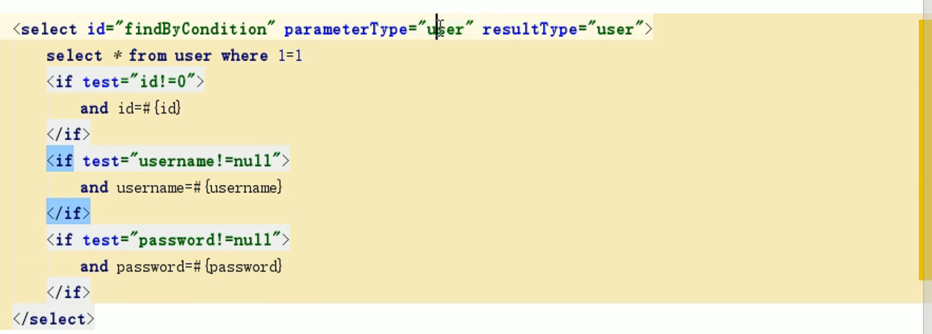 <select id="findByCondition" parameterType="user" resultType="user">
select * from user where 1=1
<if test="id!=0">
and id=#{id}
</if>
<if test="username!=null">
and username=#{username}
</if>
<if test="password!=null">
and password=#{password}
</if>
</select>